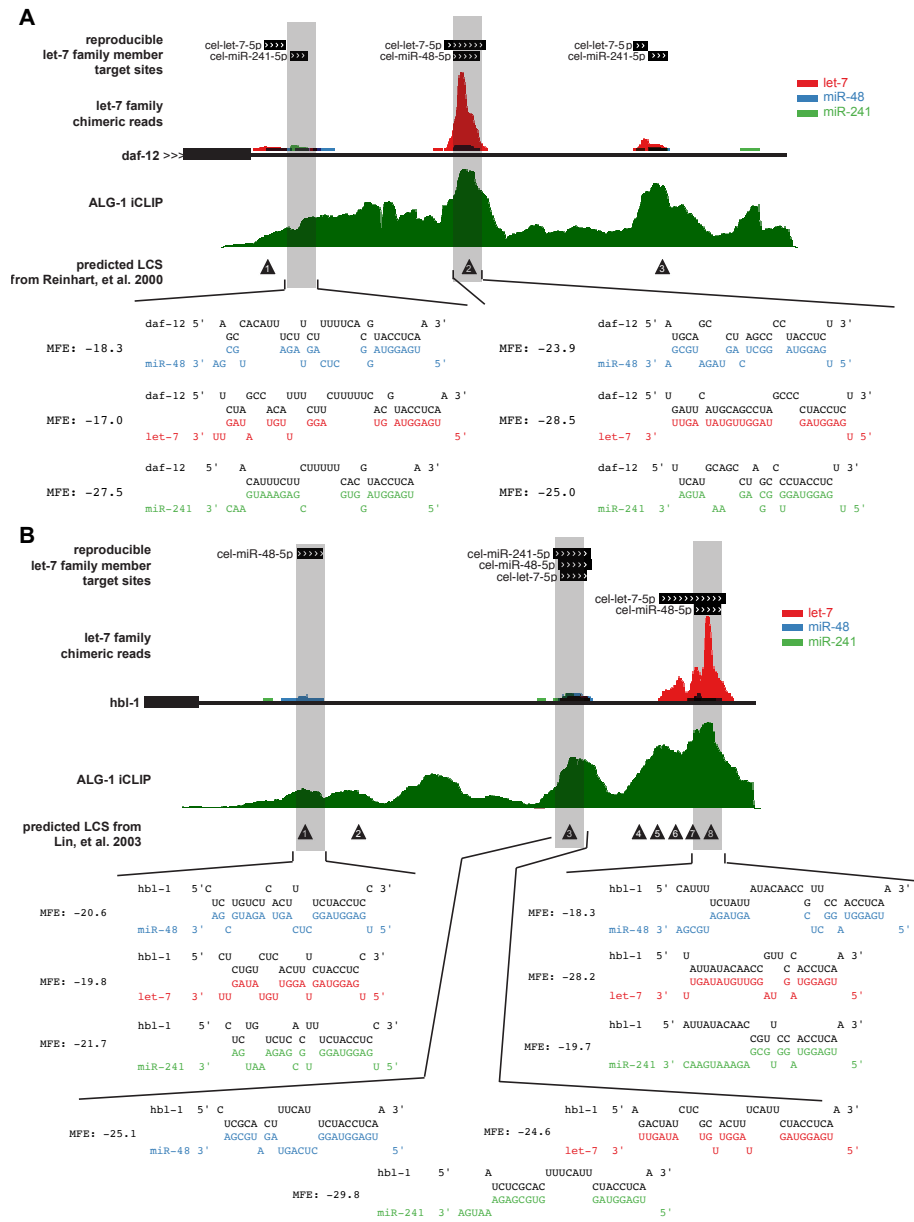 A
reproducible
let-7 family member
target sites
cel-let-7-5p
cel-miR-241-5p
cel-let-7-5p
cel-miR-48-5p
cel-let-7-5p
cel-miR-241-5p
let-7 family
chimeric reads
let-7
miR-48
miR-241
daf-12 >>>
ALG-1 iCLIP
predicted LCS
from Reinhart, et al. 2000
1
2
3
daf-12 5' A CACAUU U UUUUCA G A 3'
GC UCU CU C UACCUCA
MFE: -18.3
CG AGA GA G AUGGAGU
miR-48 3' AG U U CUC G 5'
daf-12 5' A GC CC U 3'
UGCA CU AGCC UACCUC
MFE: -23.9
GCGU GA UCGG AUGGAG
miR-48 3' A AGAU C U 5'
daf-12 5' U GCC UUU CUUUUUC G A 3'
CUA ACA CUU AC UACCUCA
MFE: -17.0
GAU UGU GGA UG AUGGAGU
let-7 3' UU A U 5'
daf-12 5' U C GCCC U 3'
GAUU AUGCAGCCUA CUACCUC
MFE: -28.5
UUGA UAUGUUGGAU GAUGGAG
let-7 3' U 5'
daf-12 5' A CUUUUU G A 3'
CAUUUCUU CAC UACCUCA
MFE: -27.5
GUAAAGAG GUG AUGGAGU
miR-241 3' CAA C G 5'
daf-12 5' U GCAGC A C U 3'
UCAU CU GC CCUACCUC
MFE: -25.0
AGUA GA CG GGAUGGAG
miR-241 3' C AA G U U 5'
B
reproducible
let-7 family member
target sites
cel-miR-48-5p
cel-miR-241-5p
cel-miR-48-5p
cel-let-7-5p
cel-let-7-5p
cel-miR-48-5p
let-7 family
chimeric reads
let-7
miR-48
miR-241
hbl-1
ALG-1 iCLIP
predicted LCS from
Lin, et al. 2003
1
2
3
4
5
6
7
8
hbl-1 5'C C U C 3'
UC UGUCU ACU UCUACCUC
MFE: -20.6
AG GUAGA UGA GGAUGGAG
miR-48 3' C CUC U 5'
hbl-1 5' CAUUU AUACAACC UU A 3'
UCUAUU G CC ACCUCA
MFE: -18.3
AGAUGA C GG UGGAGU
miR-48 3' AGCGU UC A 5'
hbl-1 5' CU CUC U C 3'
CUGU ACUU CUACCUC
MFE: -19.8
GAUA UGGA GAUGGAG
let-7 3' UU UGU U U 5'
hbl-1 5' U GUU C A 3'
AUUAUACAACC C ACCUCA
MFE: -28.2
UGAUAUGUUGG G UGGAGU
let-7 3' U AU A 5'
hbl-1 5' C UG A UU C 3'
UC UCUC C UCUACCUC
MFE: -21.7
AG AGAG G GGAUGGAG
miR-241 3' UAA C U U 5'
hbl-1 5' AUUAUACAAC U A 3'
CGU CC ACCUCA
MFE: -19.7
GCG GG UGGAGU
miR-241 3' CAAGUAAAGA U A 5'
hbl-1 5' C UUCAU A 3'
UCGCA CU CCUACCUCA
MFE: -25.1
AGCGU GA GGAUGGAGU
miR-48 3' A UGACUC 5'
hbl-1 5' A CUC UCAUU A 3'
GACUAU GC ACUU CUACCUCA
MFE: -24.6
UUGAUA UG UGGA GAUGGAGU
let-7 3' U U 5'
hbl-1 5' A UUUCAUU A 3'
UCUCGCAC CUACCUCA
MFE: -29.8
AGAGCGUG GAUGGAGU
miR-241 3' AGUAA 5'